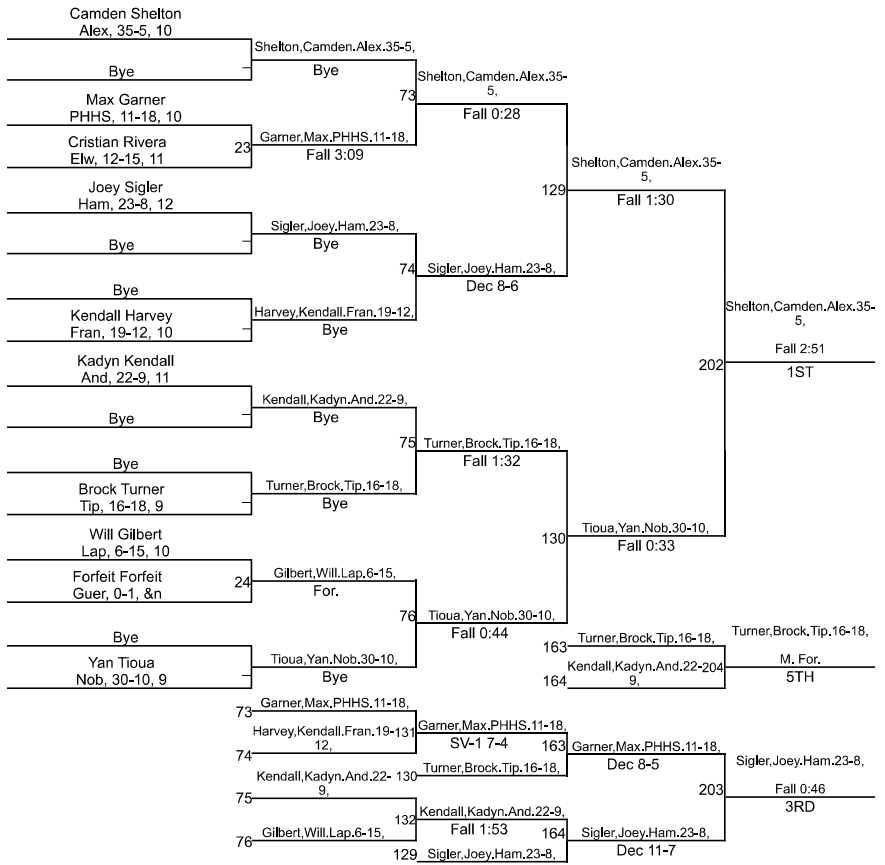 Camden Shelton
Alex, 35-5, 10
Shelton,Camden.Alex.35-5,
Bye
Bye
73
Shelton,Camden.Alex.35-
5,
Fall 0:28
Max Garner
PHHS, 11-18, 10
23
Garner,Max.PHHS.11-18,
Fall 3:09
Cristian Rivera
Elw, 12-15, 11
129
Shelton,Camden.Alex.35-
5,
Fall 1:30
Joey Sigler
Ham, 23-8, 12
Sigler,Joey.Ham.23-8,
Bye
Bye
74
Sigler,Joey.Ham.23-8,
Dec 8-6
Bye
Harvey,Kendall.Fran.19-12,
Bye
Kendall Harvey
Fran, 19-12, 10
202
Shelton,Camden.Alex.35-
5,
Fall 2:51
1ST
Kadyn Kendall
And, 22-9, 11
Kendall,Kadyn.And.22-9,
Bye
Bye
75
Turner,Brock.Tip.16-18,
Fall 1:32
Bye
Turner,Brock.Tip.16-18,
Bye
Brock Turner
Tip, 16-18, 9
130
Tioua,Yan.Nob.30-10,
Fall 0:33
Will Gilbert
Lap, 6-15, 10
24
Gilbert,Will.Lap.6-15,
For.
Forfeit Forfeit
Guer, 0-1, &n
76
Tioua,Yan.Nob.30-10,
Fall 0:44
Bye
Tioua,Yan.Nob.30-10,
Bye
Yan Tioua
Nob, 30-10, 9
163
Turner,Brock.Tip.16-18,
164
Kendall,Kadyn.And.22-
9,
204
Turner,Brock.Tip.16-18,
M. For.
5TH
73
Garner,Max.PHHS.11-18,
74
Harvey,Kendall.Fran.19-
12,
131
Garner,Max.PHHS.11-18,
SV-1 7-4
130
Turner,Brock.Tip.16-18,
163
Garner,Max.PHHS.11-18,
Dec 8-5
75
Kendall,Kadyn.And.22-
9,
76
Gilbert,Will.Lap.6-15,
132
Kendall,Kadyn.And.22-9,
Fall 1:53
129
Sigler,Joey.Ham.23-8,
164
Sigler,Joey.Ham.23-8,
Dec 11-7
203
Sigler,Joey.Ham.23-8,
Fall 0:46
3RD